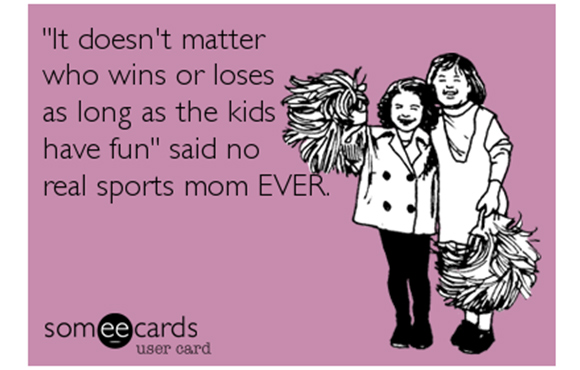 "It doesn't matter
who wins or loses
as long as the kids
have fun" said no
real sports mom EVER.
someecards
user card